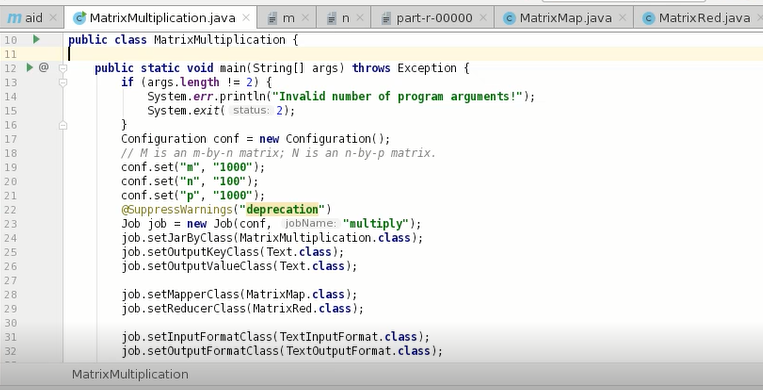 aid MatrixMultiplication.java m n part-r-00000 MatrixMap.java MatrixRed.java
10 public class MatrixMultiplication {
11
12 @ public static void main(String[] args) throws Exception {
13 if (args.length != 2) {
14 System.err.println("Invalid number of program arguments!");
15 System.exit( status: 2);
16 }
17 Configuration conf = new Configuration();
18 // M is an m-by-n matrix; N is an n-by-p matrix.
19 conf.set("m", "1000");
20 conf.set("n", "100");
21 conf.set("p", "1000");
22 @SuppressWarnings("deprecation")
23 Job job = new Job(conf, jobName: "multiply");
24 job.setJarByClass(MatrixMultiplication.class);
25 job.setOutputKeyClass(Text.class);
26 job.setOutputValueClass(Text.class);
27
28 job.setMapperClass(MatrixMap.class);
29 job.setReducerClass(MatrixRed.class);
30
31 job.setInputFormatClass(TextInputFormat.class);
32 job.setOutputFormatClass(TextOutputFormat.class);
MatrixMultiplication